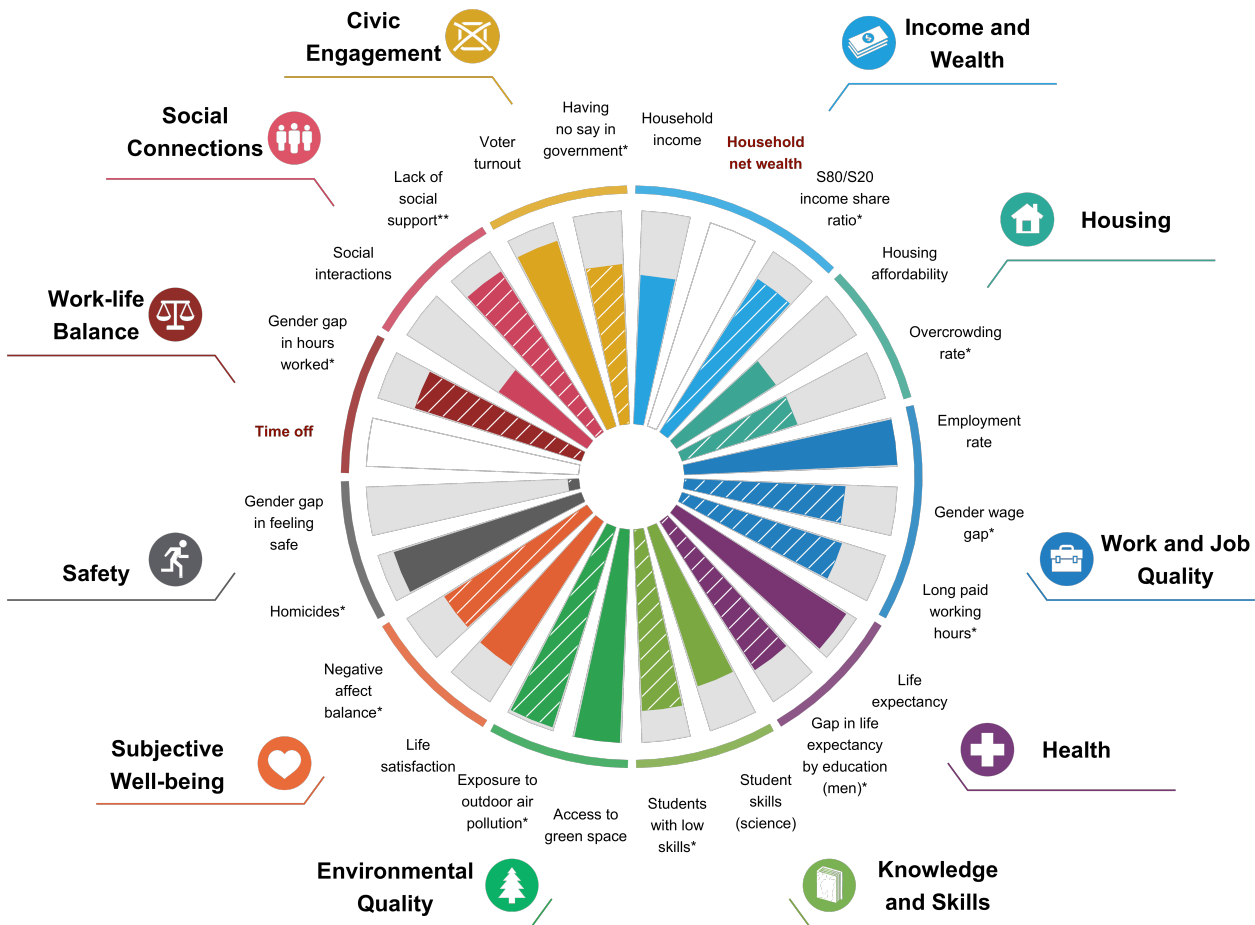 Civic
Engagement
Income and
Wealth
Social
Connections
Having
no say in
government*
Household
income
Voter
turnout
Household
net wealth
Lack of
social
support**
S80/S20
income share
ratio*
Housing
Social
interactions
Housing
affordability
Work-life
Balance
Gender gap
in hours
worked*
Overcrowding
rate*
Time off
Employment
rate
Gender gap
in feeling
safe
Gender wage
gap*
Safety
Work and Job
Quality
Homicides*
Long paid
working
hours*
Negative
affect
balance*
Life
expectancy
Subjective
Well-being
Life
satisfaction
Gap in life
expectancy
by education
(men)*
Health
Exposure to
outdoor air
pollution*
Access to
green space
Students
with low
skills*
Student
skills
(science)
Environmental
Quality
Knowledge
and Skills